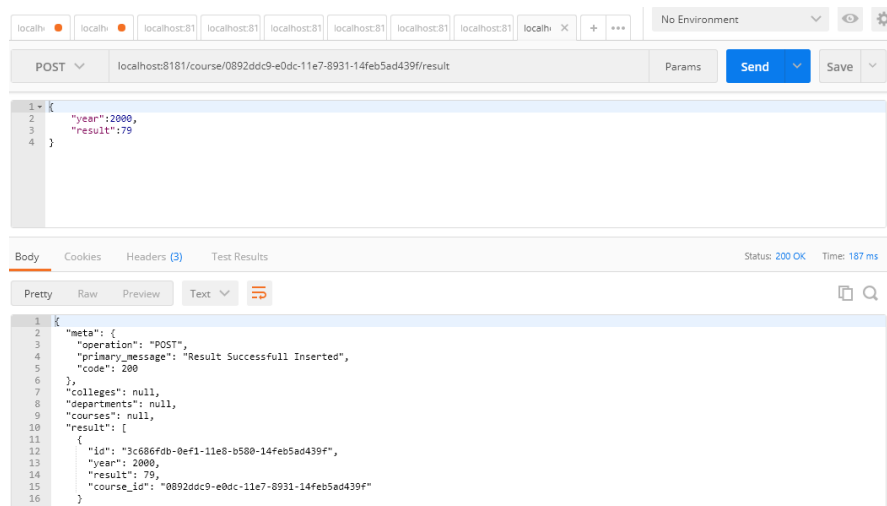 localh localh localhost:81 localhost:81 localhost:81 localhost:81 localhost:81 localhost:81 localh × + ••• No Environment
POST localhost:8181/course/0892ddc9-e0dc-11e7-8931-14feb5ad439f/result Params Send Save
1 {
2 "year":2000,
3 "result":79
4 }
Body Cookies Headers (3) Test Results Status: 200 OK Time: 187 ms
Pretty Raw Preview Text
1 {
2 "meta": {
3 "operation": "POST",
4 "primary_message": "Result Successfull Inserted",
5 "code": 200
6 },
7 "colleges": null,
8 "departments": null,
9 "courses": null,
10 "result": [
11 {
12 "id": "3c686fdb-0ef1-11e8-b580-14feb5ad439f",
13 "year": 2000,
14 "result": 79,
15 "course_id": "0892ddc9-e0dc-11e7-8931-14feb5ad439f"
16 }